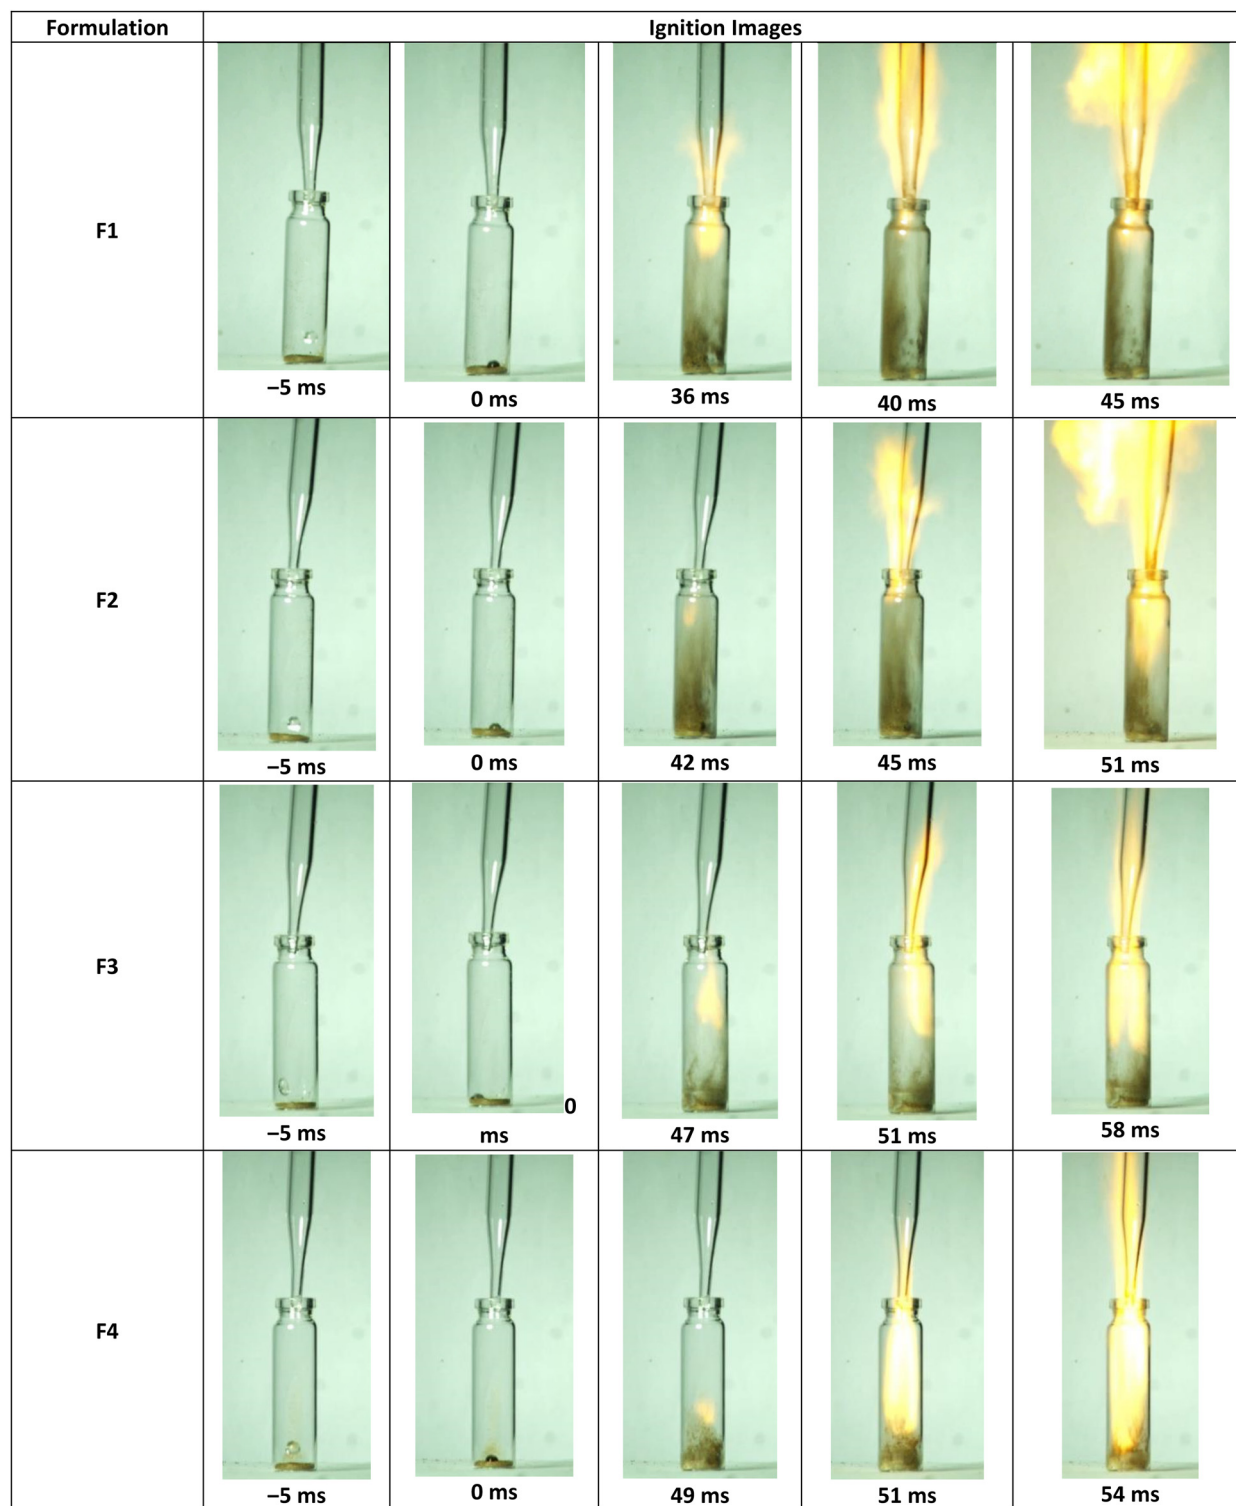 Formulation Ignition Images
F1
–5 ms 0 ms 36 ms 40 ms 45 ms
F2
–5 ms 0 ms 42 ms 45 ms 51 ms
F3
0
–5 ms ms 47 ms 51 ms 58 ms
F4
–5 ms 0 ms 49 ms 51 ms 54 ms